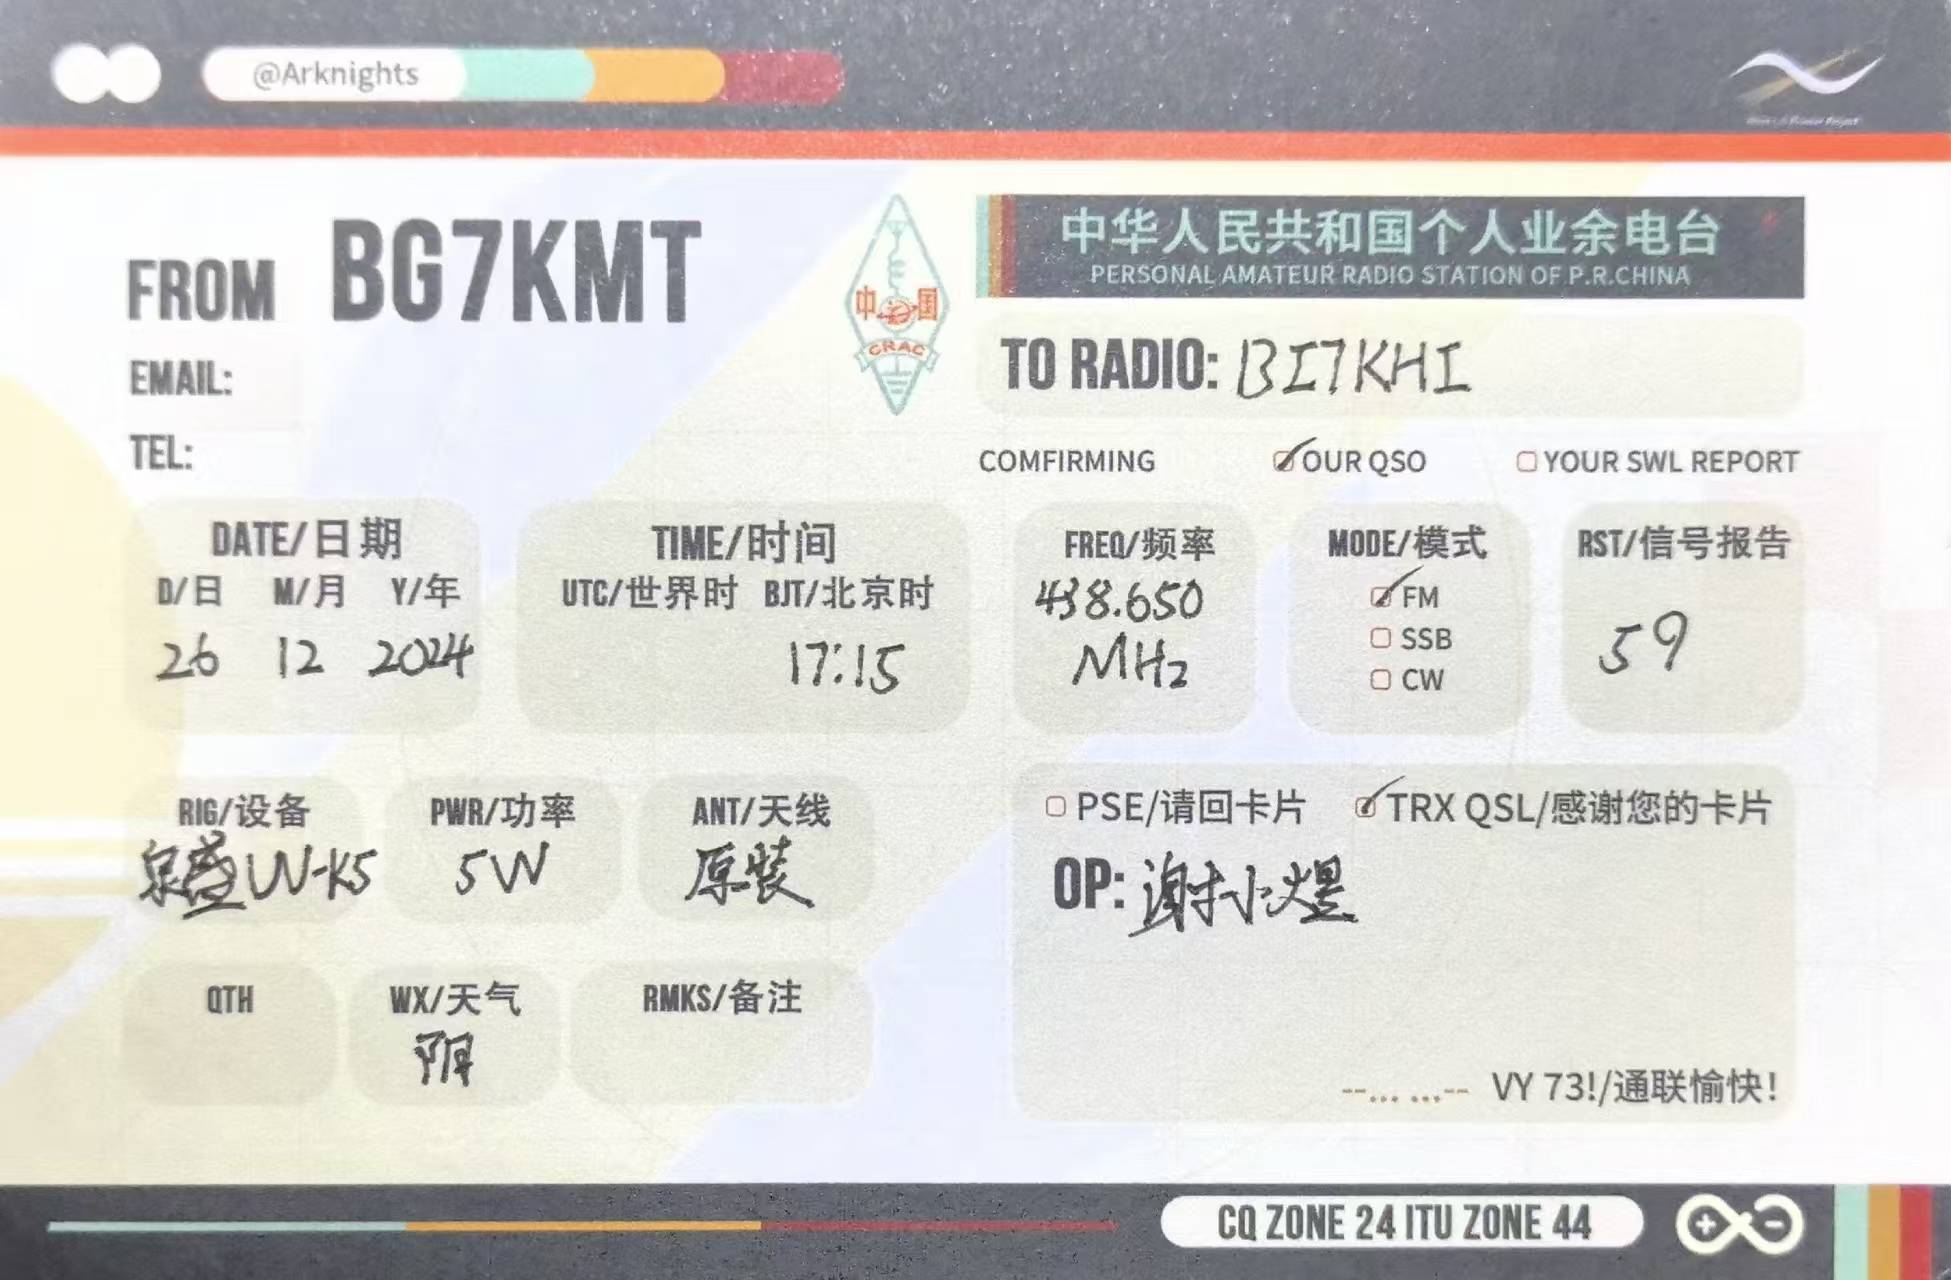 @Arknights
FROM BG7KMT
EMAIL:
TEL:
中国
CRAC
中华人民共和国个人业余电台
PERSONAL AMATEUR RADIO STATION OF P.R.CHINA
TO RADIO: BI7KHI
COMFIRMING OUR QSO YOUR SWL REPORT
DATE/日期
D/日 M/月 Y/年
26 12 2024
TIME/时间
UTC/世界时 BJT/北京时
17:15
FREQ/频率
438.650
MHz
MODE/模式
FM
SSB
CW
RST/信号报告
59
RIG/设备
泉盛UV-K5
PWR/功率
5W
ANT/天线
原装
PSE/请回卡片 TRX QSL/感谢您的卡片
OP: 谢小煜
QTH
WX/天气
阴
RMKS/备注
--... ...-- VY 73!/通联愉快!
CQ ZONE 24 ITU ZONE 44